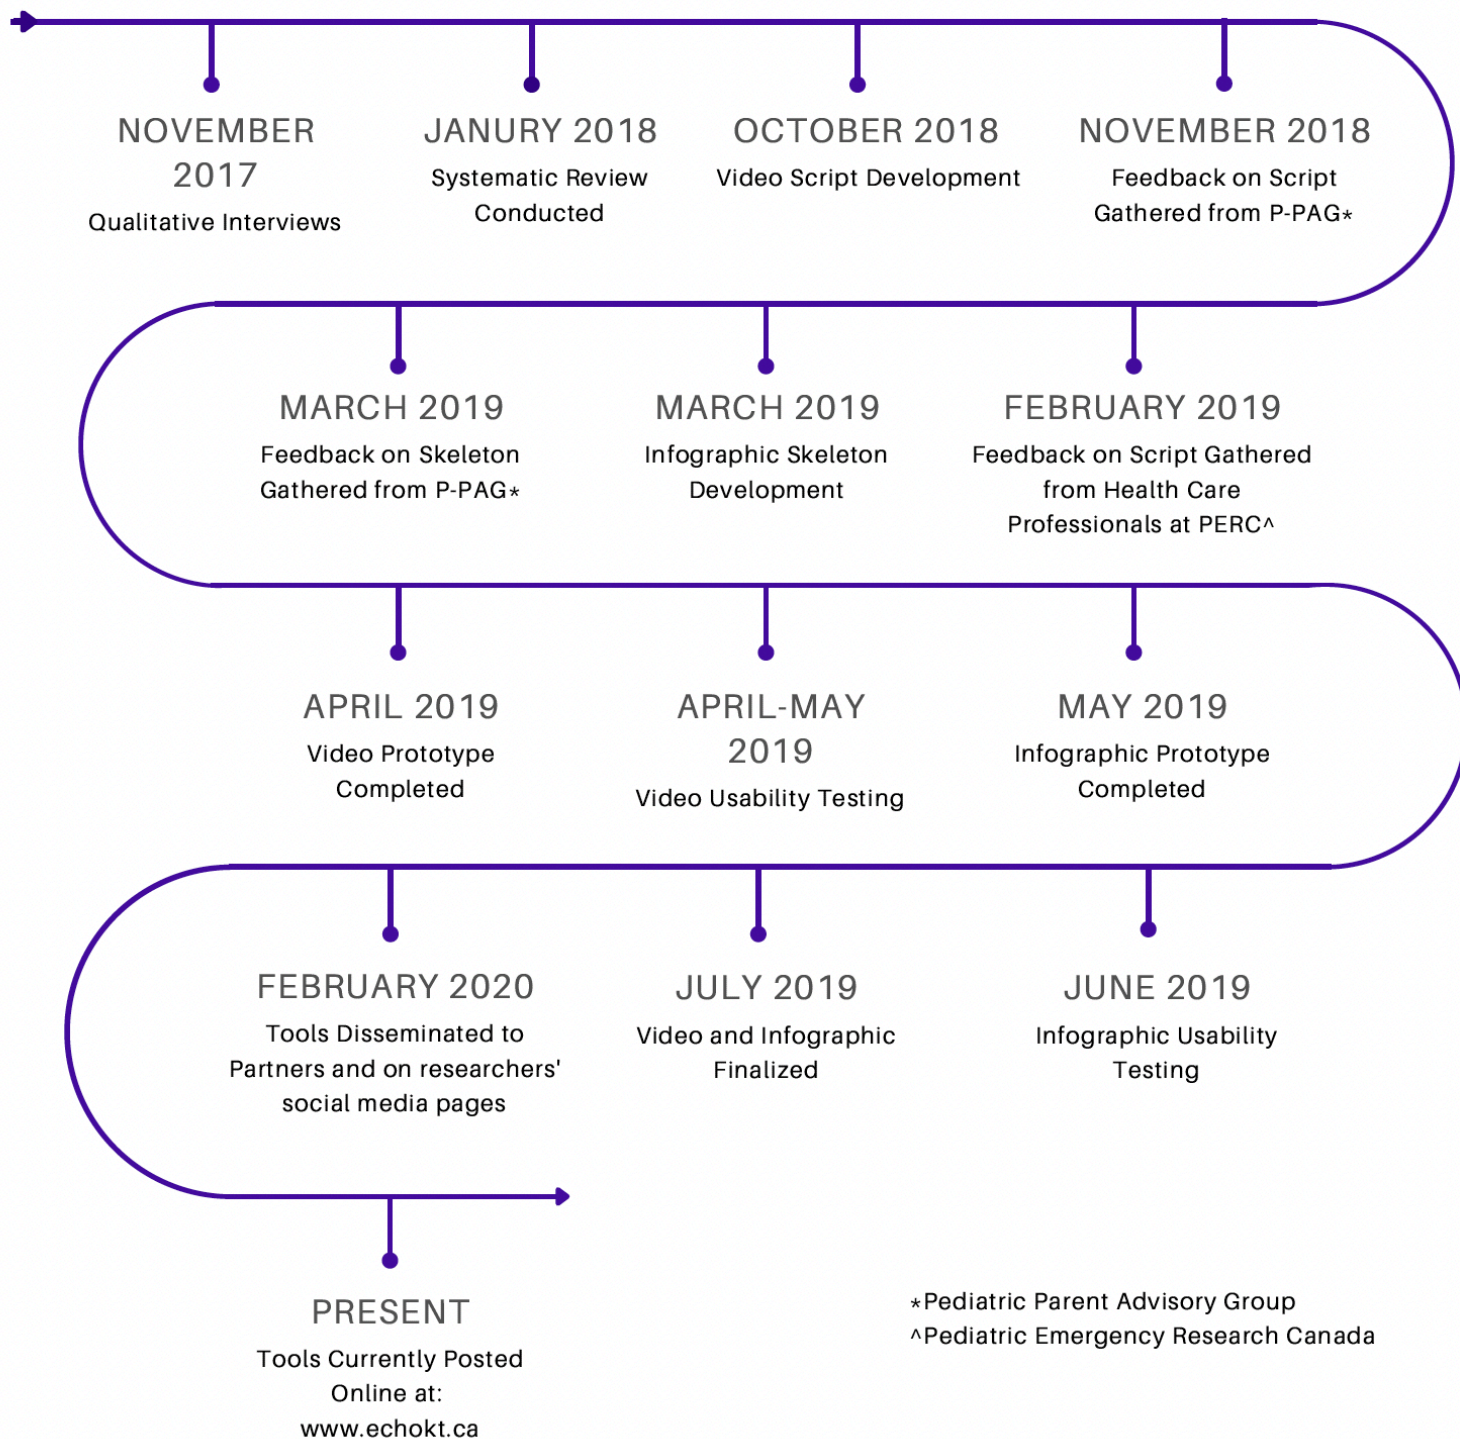 NOVEMBER
2017
Qualitative Interviews
JANURY 2018
Systematic Review
Conducted
OCTOBER 2018
Video Script Development
NOVEMBER 2018
Feedback on Script
Gathered from P-PAG*
FEBRUARY 2019
Feedback on Script Gathered
from Health Care
Professionals at PERC^
MARCH 2019
Infographic Skeleton
Development
MARCH 2019
Feedback on Skeleton
Gathered from P-PAG*
APRIL 2019
Video Prototype
Completed
APRIL-MAY
2019
Video Usability Testing
MAY 2019
Infographic Prototype
Completed
JUNE 2019
Infographic Usability
Testing
JULY 2019
Video and Infographic
Finalized
FEBRUARY 2020
Tools Disseminated to
Partners and on researchers'
social media pages
PRESENT
Tools Currently Posted
Online at:
www.echokt.ca
*Pediatric Parent Advisory Group
^Pediatric Emergency Research Canada